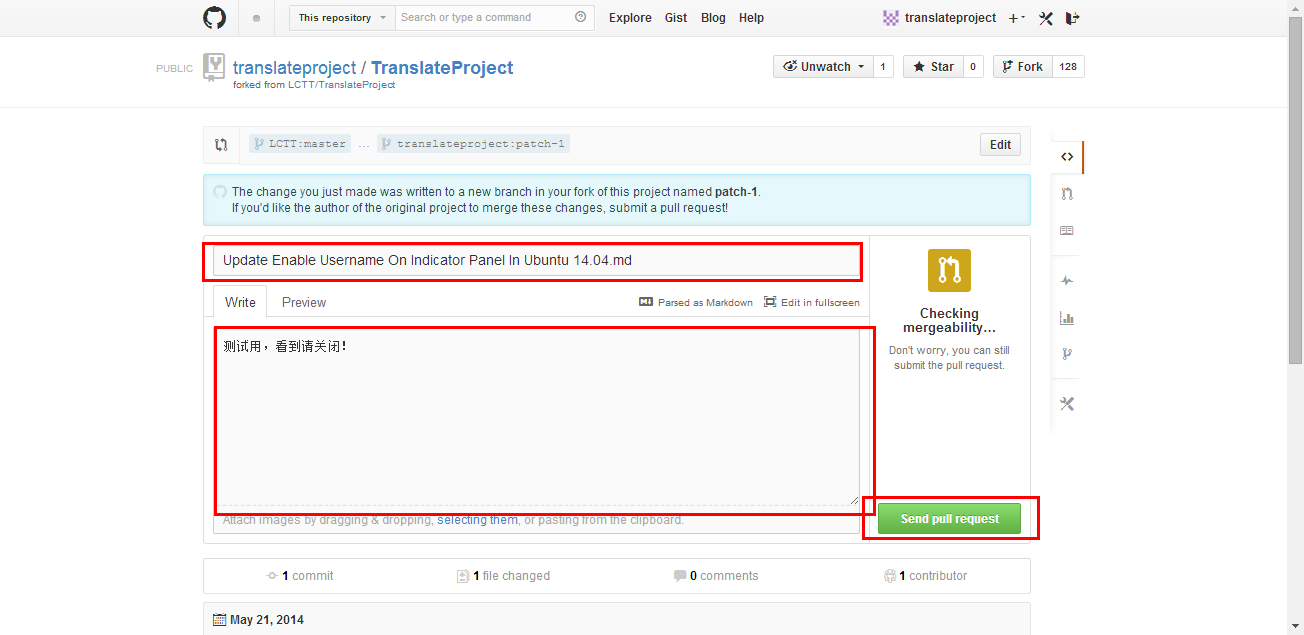 This repository Search or type a command Explore Gist Blog Help translateproject
PUBLIC translateproject / TranslateProject Unwatch 1 Star 0 Fork 128
forked from LCTT/TranslateProject
LCTT:master ... translateproject:patch-1 Edit
The change you just made was written to a new branch in your fork of this project named patch-1.
If you'd like the author of the original project to merge these changes, submit a pull request!
Update Enable Username On Indicator Panel In Ubuntu 14.04.md
Write Preview Parsed as Markdown Edit in fullscreen
测试用，看到请关闭！
Attach images by dragging & dropping, selecting them, or pasting from the clipboard.
Checking
mergeability...
Don't worry, you can still
submit the pull request.
Send pull request
1 commit 1 file changed 0 comments 1 contributor
May 21, 2014